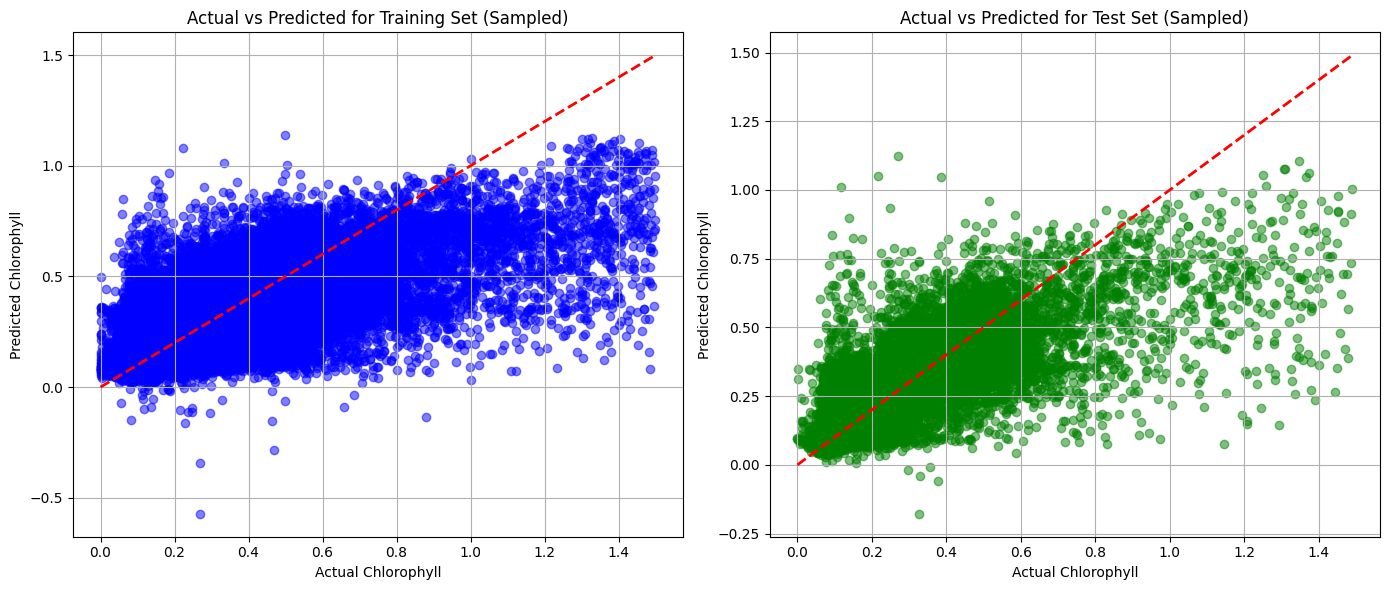 Actual vs Predicted for Training Set (Sampled)
Predicted Chlorophyll
1.5
1.0
0.5
0.0
−0.5
0.0 0.2 0.4 0.6 0.8 1.0 1.2 1.4
Actual Chlorophyll
Actual vs Predicted for Test Set (Sampled)
Predicted Chlorophyll
1.50
1.25
1.00
0.75
0.50
0.25
0.00
−0.25
0.0 0.2 0.4 0.6 0.8 1.0 1.2 1.4
Actual Chlorophyll